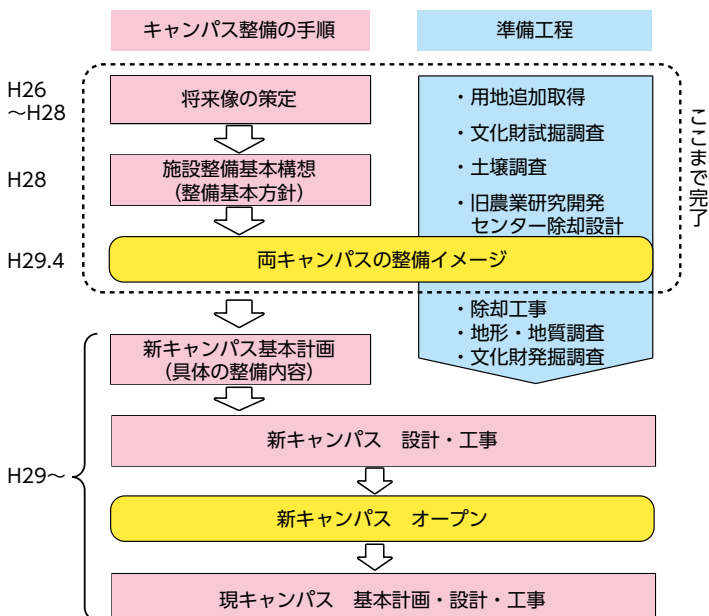 キャンパス整備の手順
準備工程
H26
～H28
将来像の策定
・用地追加取得
・文化財試掘調査
・土壌調査
・旧農業研究開発
センター除却設計
ここまで完了
H28
施設整備基本構想
(整備基本方針)
H29.4
両キャンパスの整備イメージ
・除却工事
・地形・地質調査
・文化財発掘調査
新キャンパス基本計画
(具体の整備内容)
H29～
新キャンパス　設計・工事
新キャンパス　オープン
現キャンパス　基本計画・設計・工事